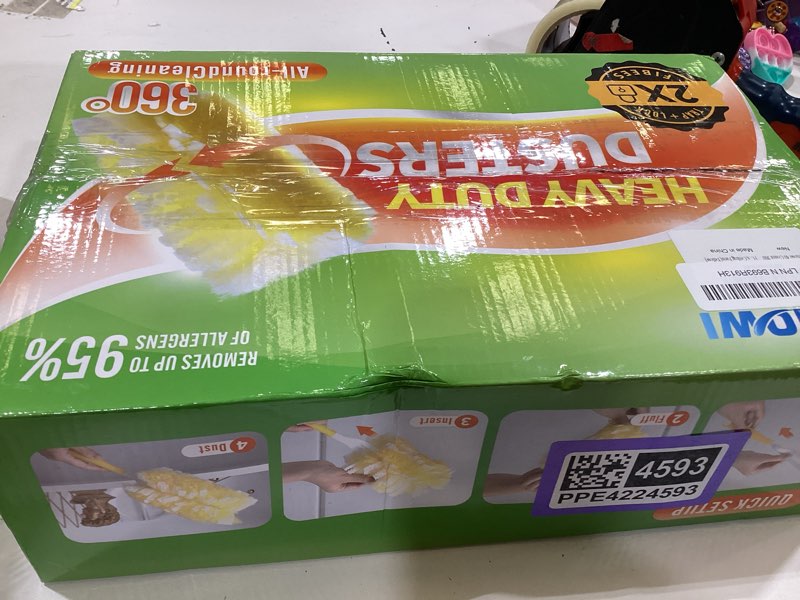 All-roundCleaning
360°
2X
HEAVY DUTY
DUSTERS
REMOVES UP TO 95%
OF ALLERGENS
LPN N B693R913H
New
Made in China
QUICK SETUP
2 Fluff
3 Insert
4 Dust
4593
PPE4224593